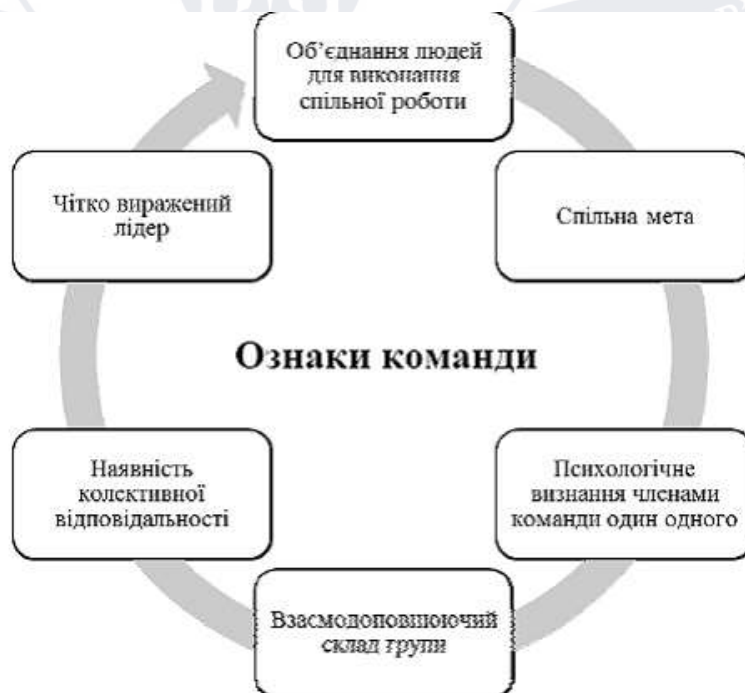 Об’єднання людей
для виконання
спільної роботи
Спільна мета
Психологічне
визнання членами
команди один одного
Взаємодоповнюючий
склад групи
Наявність
колективної
відповідальності
Чітко виражений
лідер
Ознаки команди